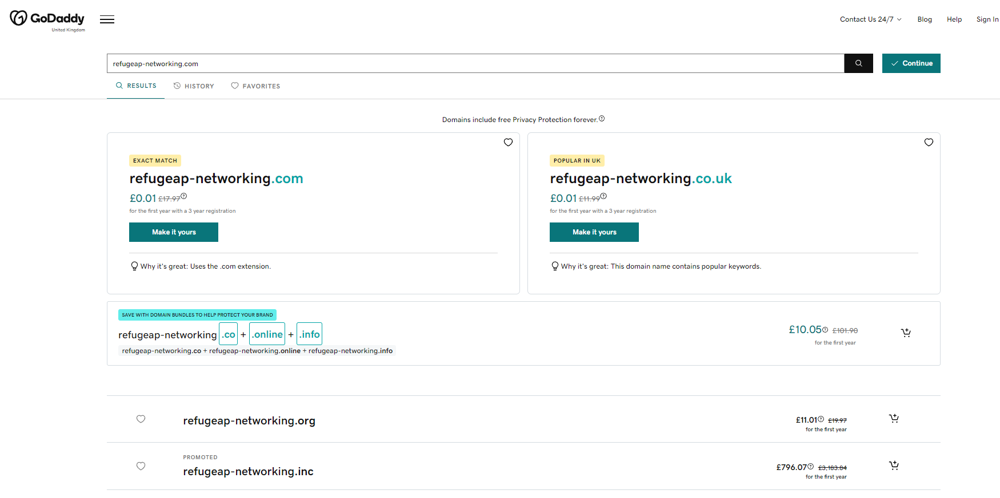 GoDaddy
United Kingdom
Contact Us 24/7
Blog
Help
Sign In
refugeap-networking.com
Continue
RESULTS
HISTORY
FAVORITES
Domains include free Privacy Protection forever.
EXACT MATCH
refugeap-networking.com
£0.01 £17.97
for the first year with a 3 year registration
Make it yours
Why it's great: Uses the .com extension.
POPULAR IN UK
refugeap-networking.co.uk
£0.01 £11.99
for the first year with a 3 year registration
Make it yours
Why it's great: This domain name contains popular keywords.
SAVE WITH DOMAIN BUNDLES TO HELP PROTECT YOUR BRAND
refugeap-networking .co + .online + .info
refugeap-networking.co + refugeap-networking.online + refugeap-networking.info
£10.05 £101.90
for the first year
refugeap-networking.org
£11.01 £19.97
for the first year
PROMOTED
refugeap-networking.inc
£796.07 £3,183.84
for the first year